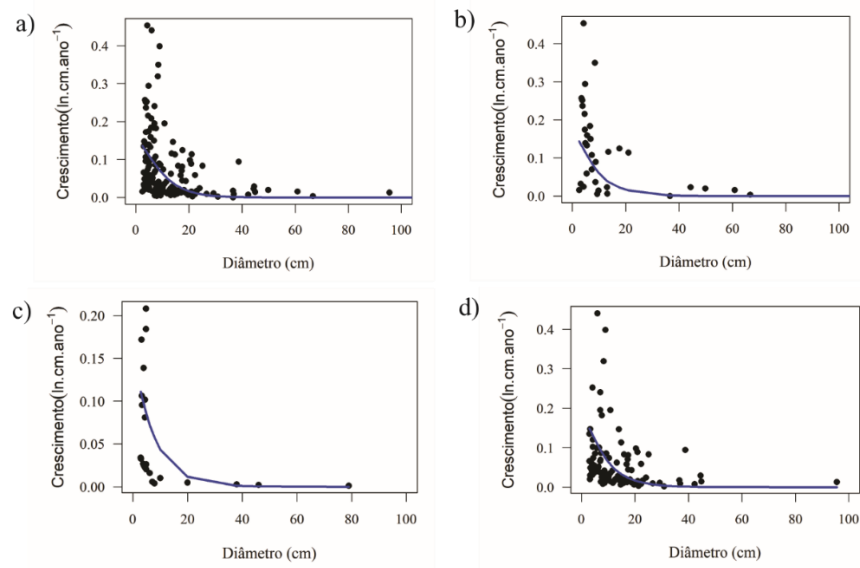 a)
Crescimento(ln.cm.ano⁻¹)
0.4
0.3
0.2
0.1
0.0
0 20 40 60 80 100
Diâmetro (cm)
b)
Crescimento(ln.cm.ano⁻¹)
0.4
0.3
0.2
0.1
0.0
0 20 40 60 80 100
Diâmetro (cm)
c)
Crescimento(ln.cm.ano⁻¹)
0.20
0.15
0.10
0.05
0.00
0 20 40 60 80 100
Diâmetro (cm)
d)
Crescimento(ln.cm.ano⁻¹)
0.4
0.3
0.2
0.1
0.0
0 20 40 60 80 100
Diâmetro (cm)